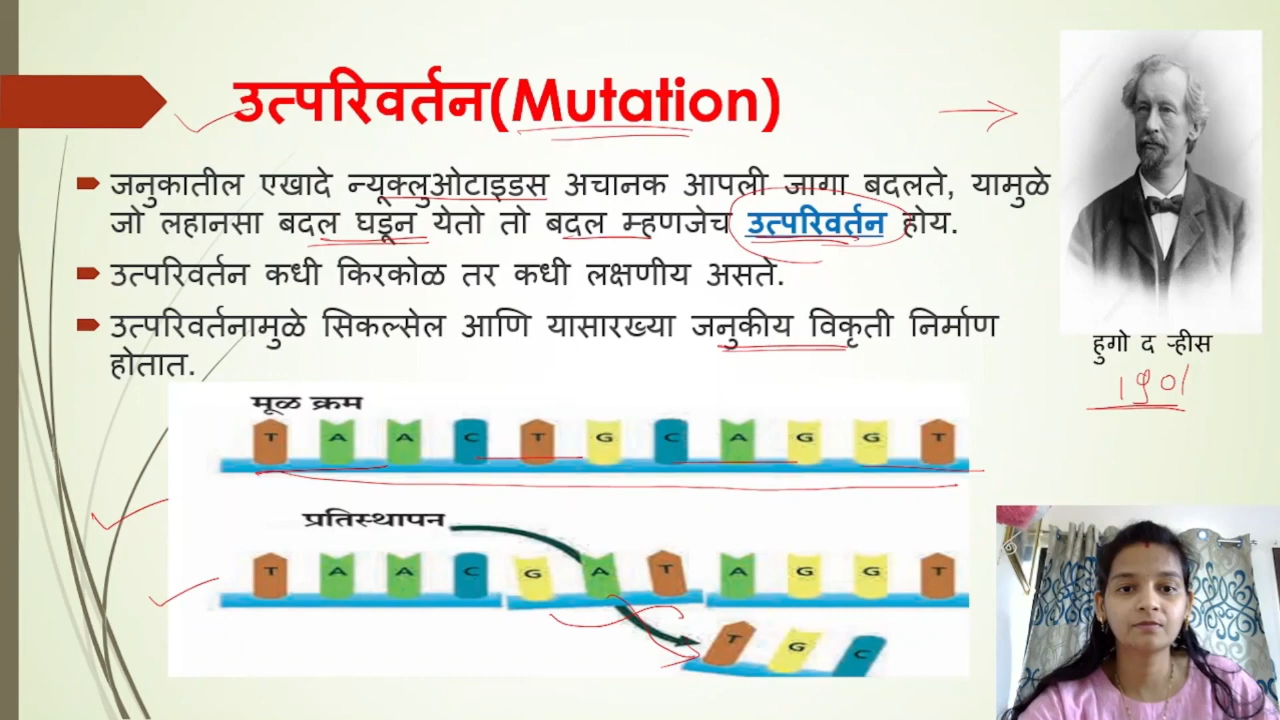 उत्परिवर्तन(Mutation)
जनुकातील एखादे न्यूक्लुओटाइडस अचानक आपली जागा बदलते, यामुळे
जो लहानसा बदल घडून येतो तो बदल म्हणजेच उत्परिवर्तन होय.
उत्परिवर्तन कधी किरकोळ तर कधी लक्षणीय असते.
उत्परिवर्तनामुळे सिकल्सेल आणि यासारख्या जनुकीय विकृती निर्माण
होतात.
हुगो द ऱ्हीस
1901
मूळ क्रम
T A A C T G C A G G T
प्रतिस्थापन
T A A C G A T A G G T
T G C